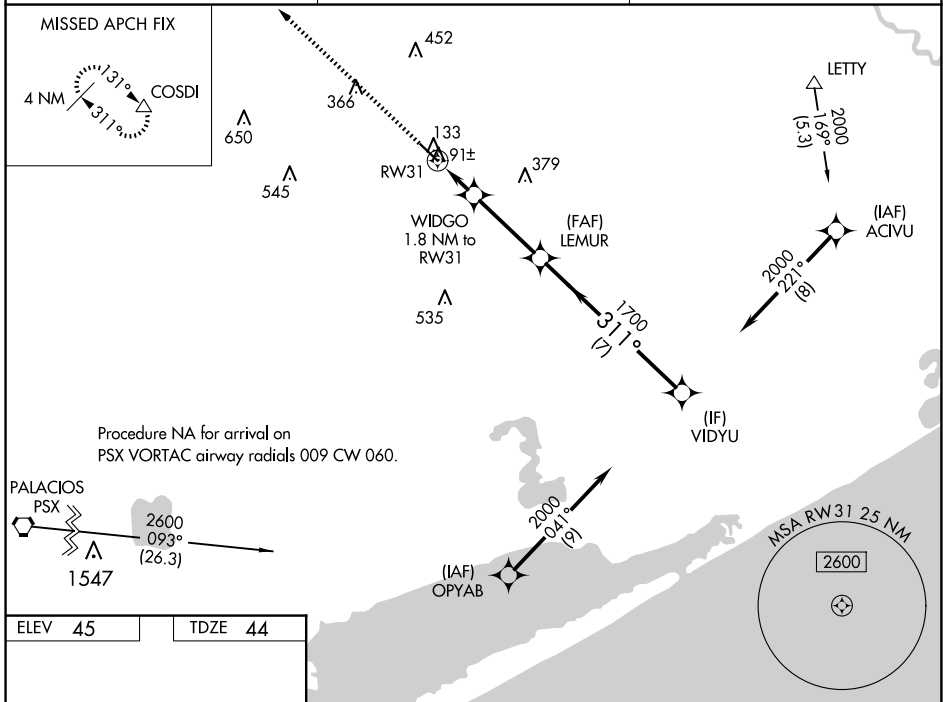 MISSED APCH FIX
4 NM
131°
311°
COSDI
452
366
650
545
133
91±
RW31
379
WIDGO
1.8 NM to
RW31
(FAF)
LEMUR
535
LETTY
2000
169°
(5.3)
(IAF)
ACIVU
2000
221°
(8)
1700
311°
(7)
(IF)
VIDYU
Procedure NA for arrival on
PSX VORTAC airway radials 009 CW 060.
PALACIOS
PSX
2600
093°
(26.3)
1547
2000
041°
(9)
(IAF)
OPYAB
MSA RW31 25 NM
2600
ELEV 45
TDZE 44